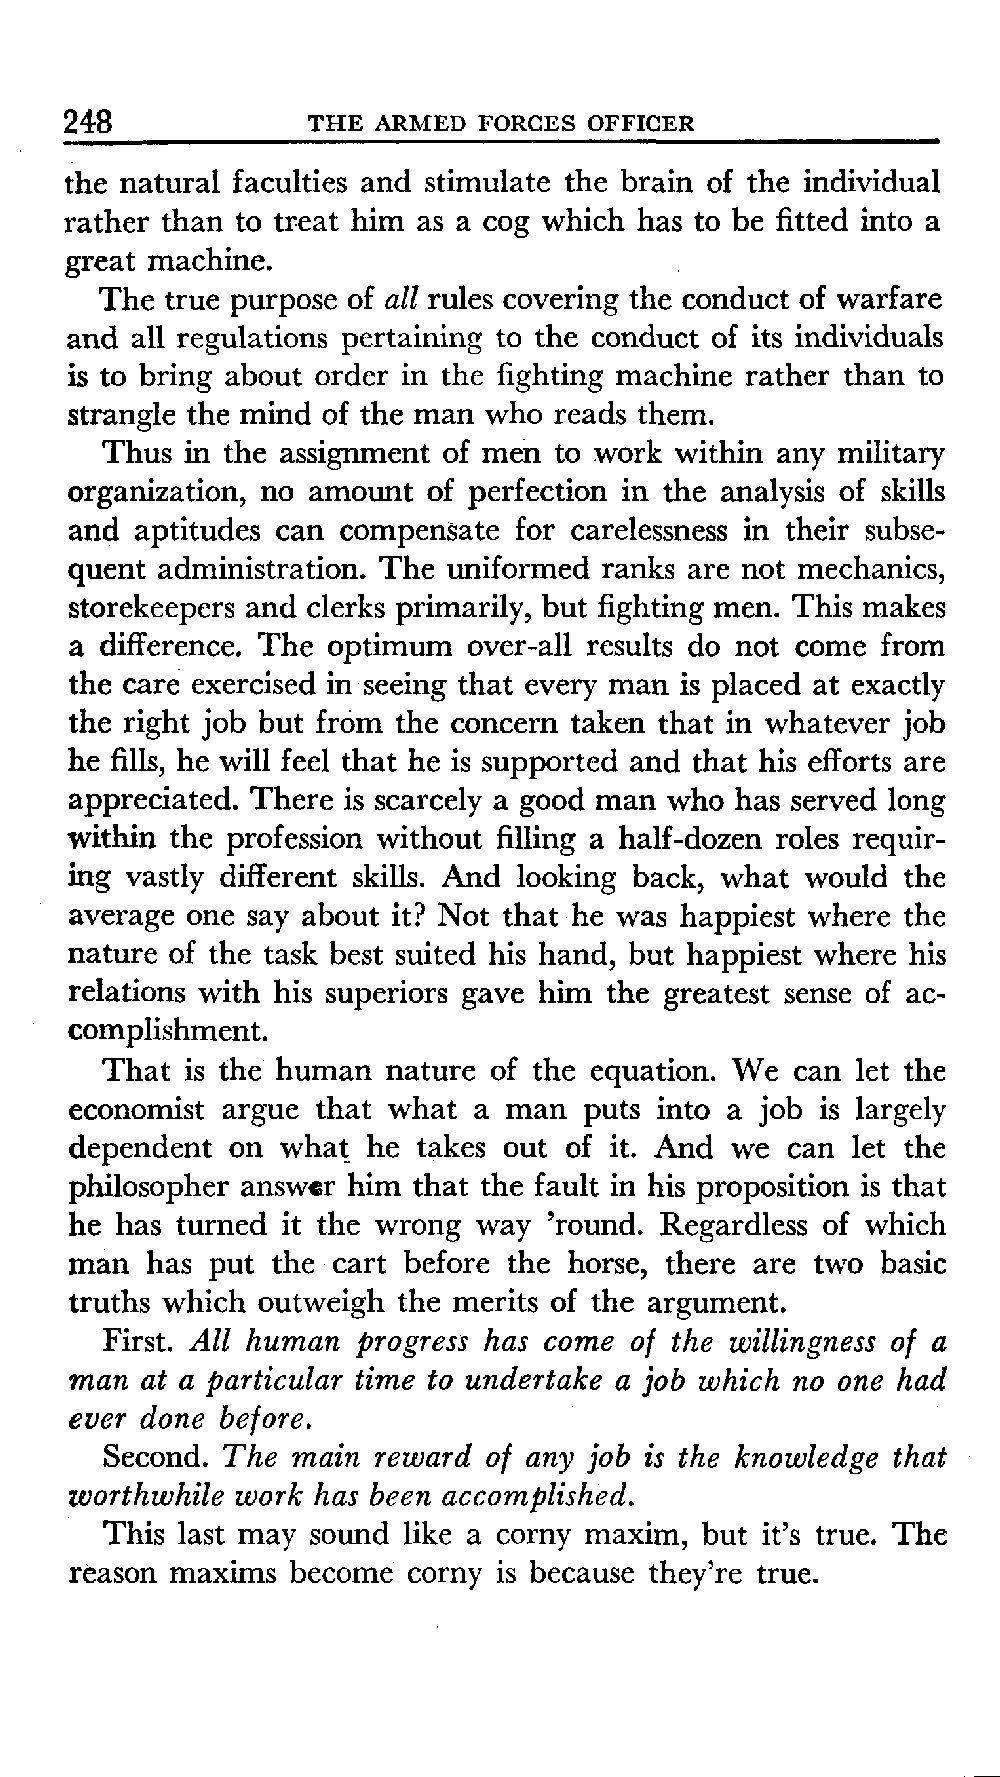 248 THE ARMED FORCES OFFICER
the natural faculties and stimulate the brain of the individual
rather than to treat him as a cog which has to be fitted into a
great machine.
The true purpose of all rules covering the conduct of warfare
and all regulations pertaining to the conduct of its individuals
is to bring about order in the fighting machine rather than to
strangle the mind of the man who reads them.
Thus in the assignment of men to work within any military
organization, no amount of perfection in the analysis of skills
and aptitudes can compensate for carelessness in their subse-
quent administration. The uniformed ranks are not mechanics,
storekeepers and clerks primarily, but fighting men. This makes
a difference. The optimum over-all results do not come from
the care exercised in seeing that every man is placed at exactly
the right job but from the concern taken that in whatever job
he fills, he will feel that he is supported and that his efforts are
appreciated. There is scarcely a good man who has served long
within the profession without filling a half-dozen roles requir-
ing vastly different skills. And looking back, what would the
average one say about it? Not that he was happiest where the
nature of the task best suited his hand, but happiest where his
relations with his superiors gave him the greatest sense of ac-
complishment.
That is the human nature of the equation. We can let the
economist argue that what a man puts into a job is largely
dependent on what he takes out of it. And we can let the
philosopher answer him that the fault in his proposition is that
he has turned it the wrong way ’round. Regardless of which
man has put the cart before the horse, there are two basic
truths which outweigh the merits of the argument.
First. All human progress has come of the willingness of a
man at a particular time to undertake a job which no one had
ever done before.
Second. The main reward of any job is the knowledge that
worthwhile work has been accomplished.
This last may sound like a corny maxim, but it’s true. The
reason maxims become corny is because they’re true.